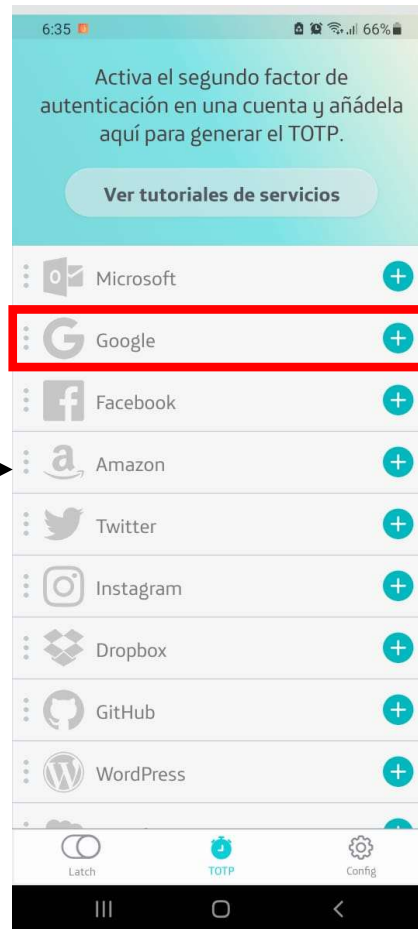 6:35 66%
Activa el segundo factor de
autenticación en una cuenta y añádela
aquí para generar el TOTP.
Ver tutoriales de servicios
Microsoft
Google
Facebook
Amazon
Twitter
Instagram
Dropbox
GitHub
WordPress
Latch TOTP Config